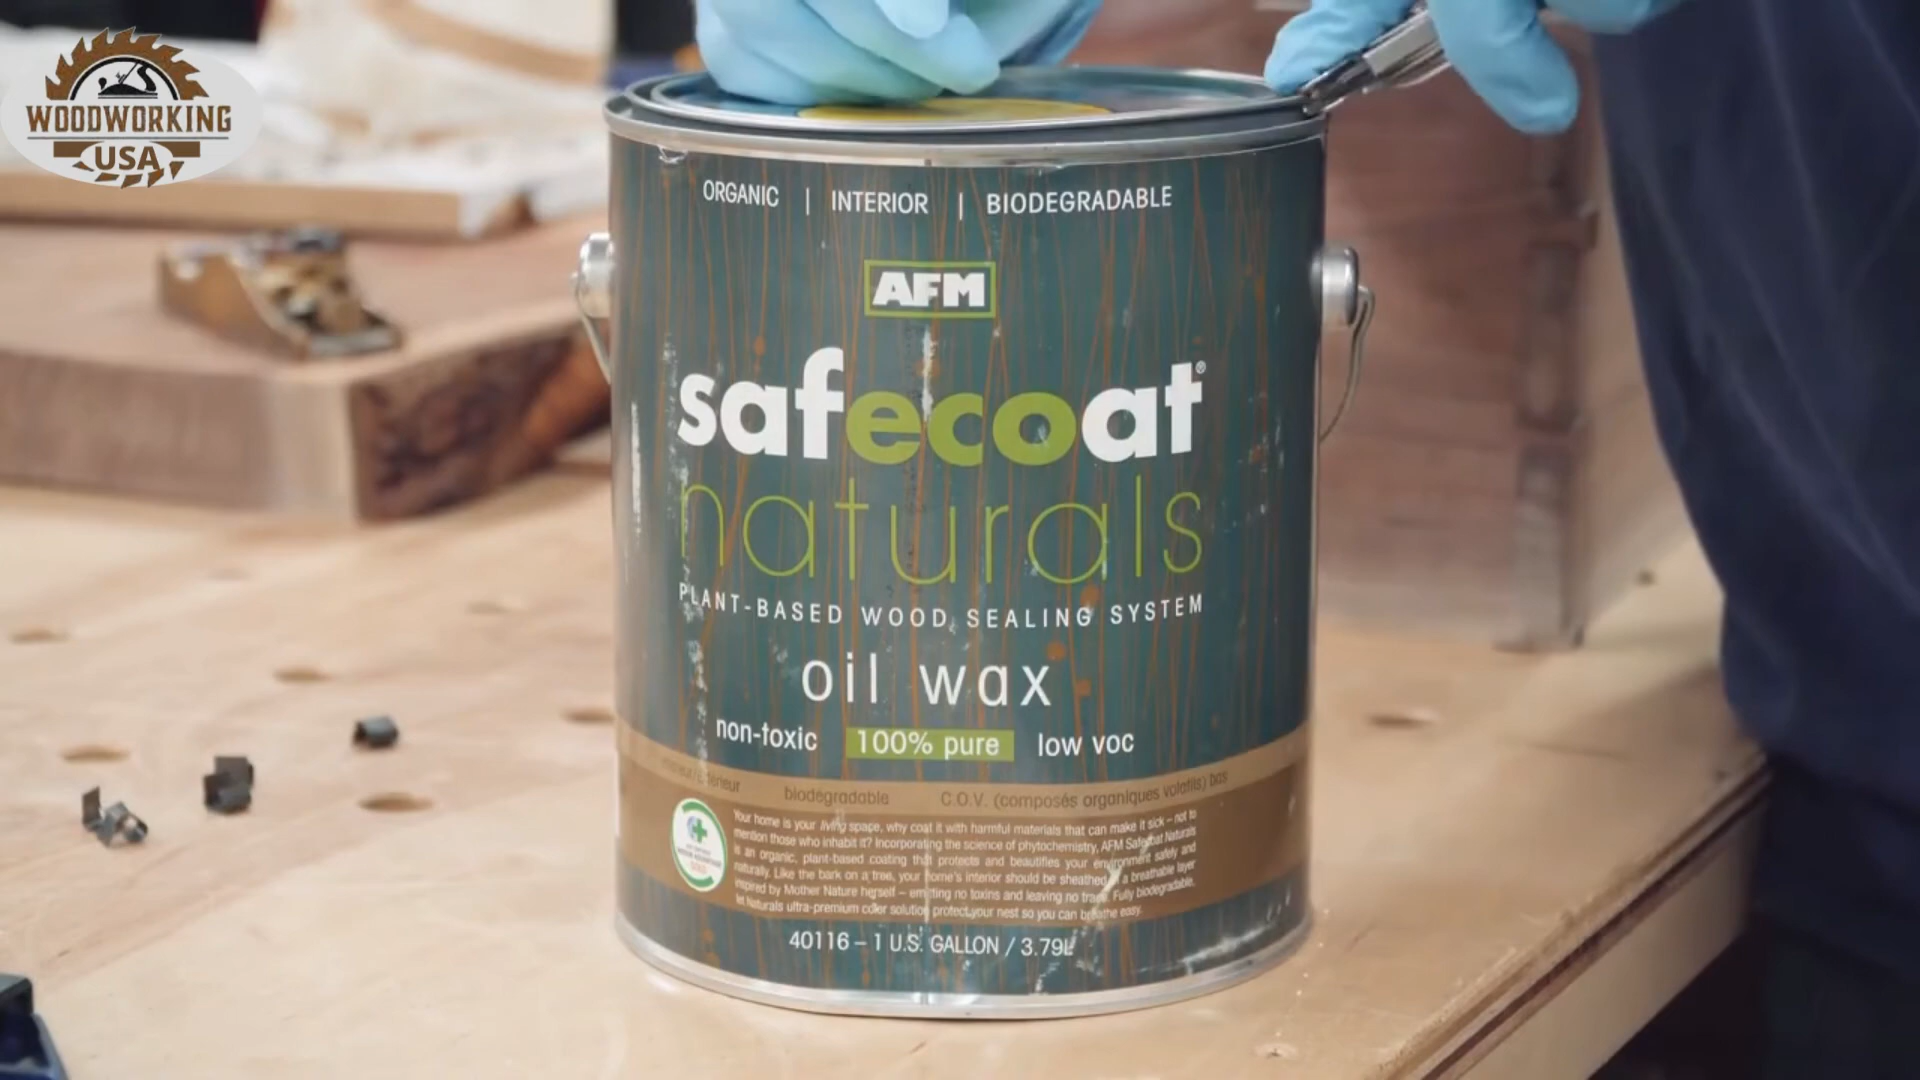 WOODWORKING
USA
ORGANIC | INTERIOR | BIODEGRADABLE
AFM
safecoat®
naturals
PLANT-BASED WOOD SEALING SYSTEM
oil wax
non-toxic 100% pure low voc
biodégradable C.O.V. (composés organiques volatils) bas
Your home is your living space, why coat it with harmful materials that can make it sick – not to
mention those who inhabit it? Incorporating the science of phytochemistry, AFM Safecoat Naturals
is an organic, plant-based coating that protects and beautifies your environment safely and
naturally. Like the bark on a tree, your home's interior should be sheathed in a breathable layer
inspired by Mother Nature herself – emitting no toxins and leaving no trace. Fully biodegradable,
let Naturals ultra-premium color solution protect your nest so you can breathe easy.
40116 – 1 U.S. GALLON / 3.79L